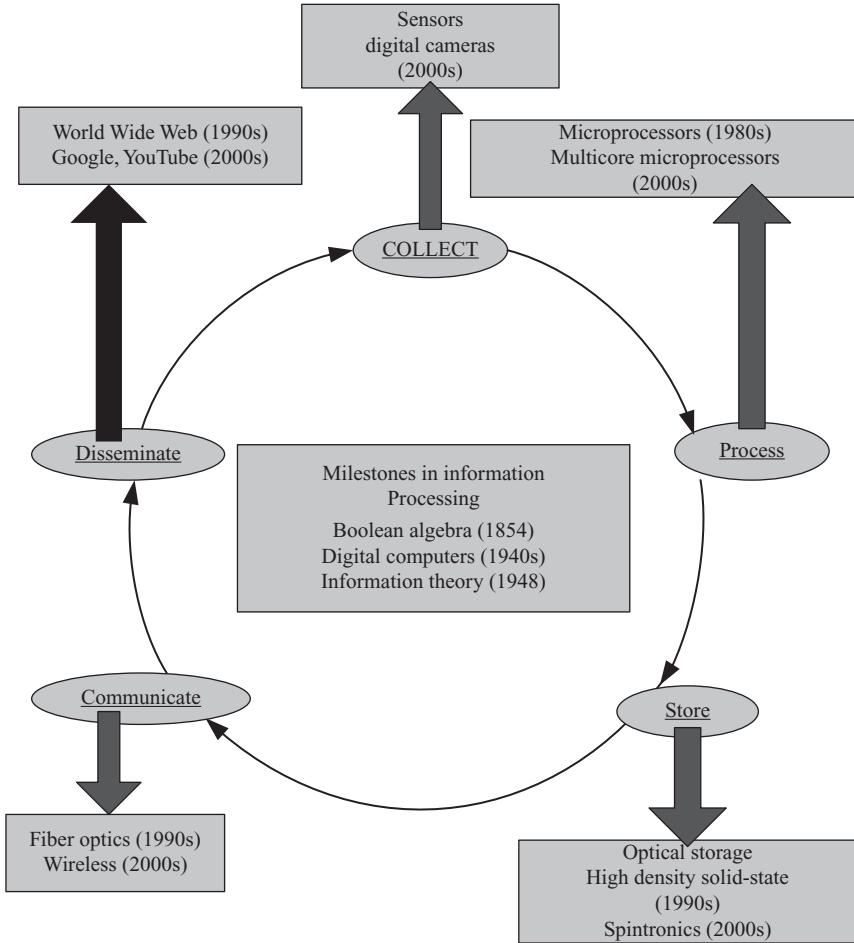 Sensors
digital cameras
(2000s)
World Wide Web (1990s)
Google, YouTube (2000s)
Microprocessors (1980s)
Multicore microprocessors
(2000s)
COLLECT
Disseminate
Process
Milestones in information
Processing
Boolean algebra (1854)
Digital computers (1940s)
Information theory (1948)
Communicate
Store
Fiber optics (1990s)
Wireless (2000s)
Optical storage
High density solid-state
(1990s)
Spintronics (2000s)